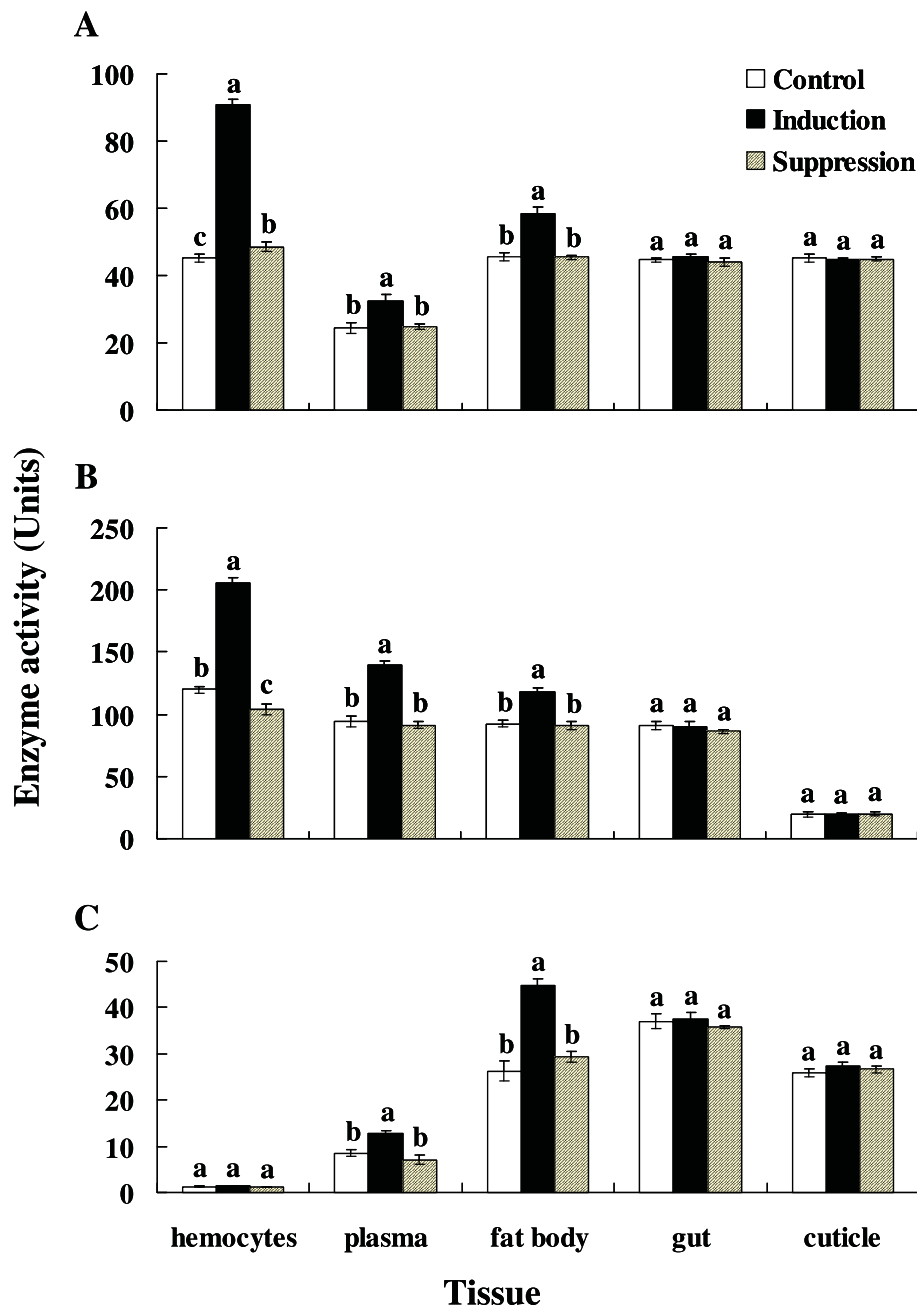 A
100
80
60
40
20
0
a
c
b
b
a
b
b
a
b
a
a
a
a
a
a
Control
Induction
Suppression
Enzyme activity (Units)
B
250
200
150
100
50
0
b
a
c
b
a
b
b
a
b
a
a
a
a
a
a
C
50
40
30
20
10
0
a
a
a
b
a
b
b
a
b
a
a
a
a
a
a
hemocytes
plasma
fat body
gut
cuticle
Tissue